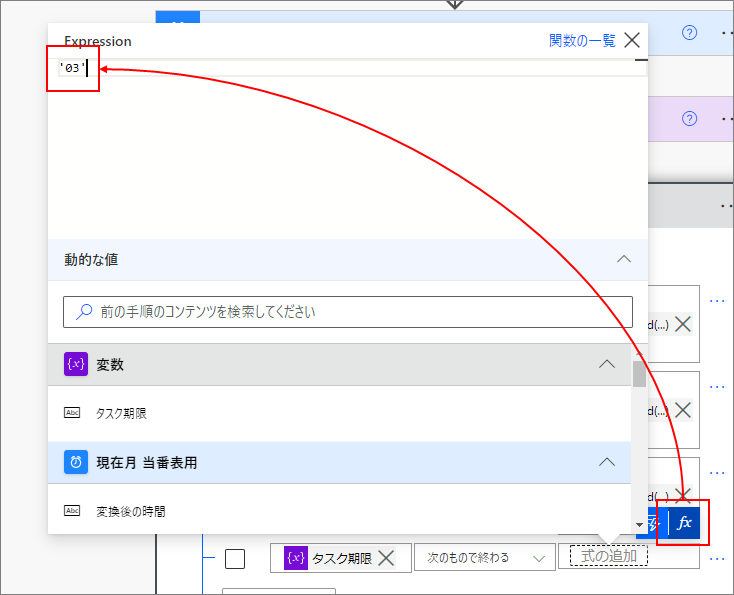 Expression
関数の一覧
'03'
動的な値
前の手順のコンテンツを検索してください
{x} 変数
Abc タスク期限
現在月 当番表用
Abc 変換後の時間
d(...)
d(...)
d(...)
fx
{x} タスク期限
次のもので終わる
式の追加